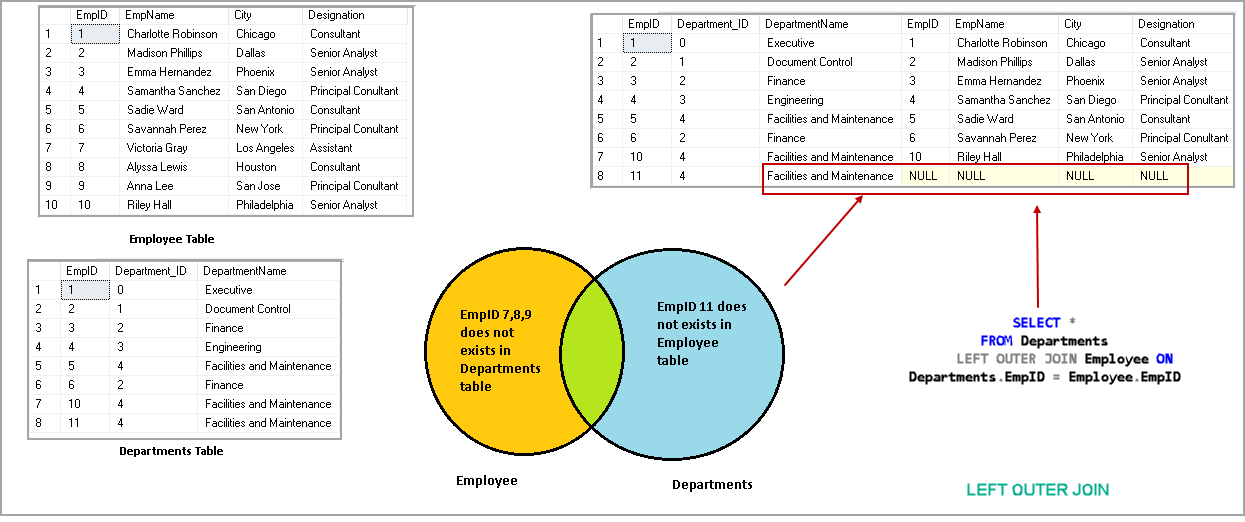 EmpID EmpName City Designation
1 1 Charlotte Robinson Chicago Consultant
2 2 Madison Phillips Dallas Senior Analyst
3 3 Emma Hernandez Phoenix Senior Analyst
4 4 Samantha Sanchez San Diego Principal Conultant
5 5 Sadie Ward San Antonio Consultant
6 6 Savannah Perez New York Principal Conultant
7 7 Victoria Gray Los Angeles Assistant
8 8 Alyssa Lewis Houston Consultant
9 9 Anna Lee San Jose Principal Conultant
10 10 Riley Hall Philadelphia Senior Analyst
Employee Table
EmpID Department_ID DepartmentName EmpID EmpName City Designation
1 1 0 Executive 1 Charlotte Robinson Chicago Consultant
2 2 1 Document Control 2 Madison Phillips Dallas Senior Analyst
3 3 2 Finance 3 Emma Hernandez Phoenix Senior Analyst
4 4 3 Engineering 4 Samantha Sanchez San Diego Principal Conultant
5 5 4 Facilities and Maintenance 5 Sadie Ward San Antonio Consultant
6 6 2 Finance 6 Savannah Perez New York Principal Conultant
7 10 4 Facilities and Maintenance 10 Riley Hall Philadelphia Senior Analyst
8 11 4 Facilities and Maintenance NULL NULL NULL NULL
EmpID Department_ID DepartmentName
1 1 0 Executive
2 2 1 Document Control
3 3 2 Finance
4 4 3 Engineering
5 5 4 Facilities and Maintenance
6 6 2 Finance
7 10 4 Facilities and Maintenance
8 11 4 Facilities and Maintenance
Departments Table
EmpID 7,8,9
does not
exists in
Departments
table
Employee
EmpID 11 does
not exists in
Employee
table
Departments
SELECT *
FROM Departments
LEFT OUTER JOIN Employee ON
Departments.EmpID = Employee.EmpID
LEFT OUTER JOIN